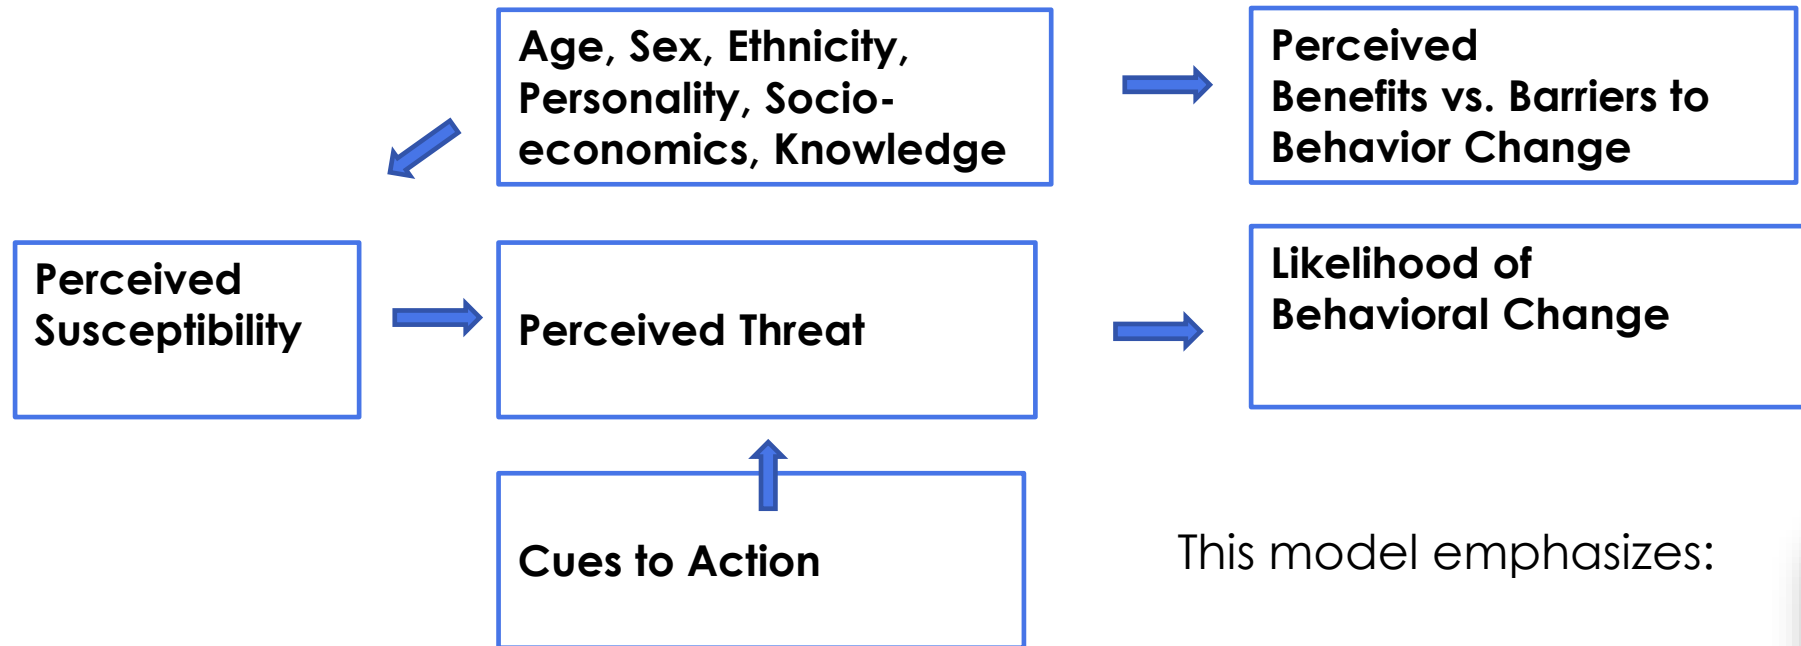 Age, Sex, Ethnicity,
Personality, Socio-
economics, Knowledge
Perceived
Benefits vs. Barriers to
Behavior Change
Perceived
Susceptibility
Perceived Threat
Likelihood of
Behavioral Change
Cues to Action
This model emphasizes: